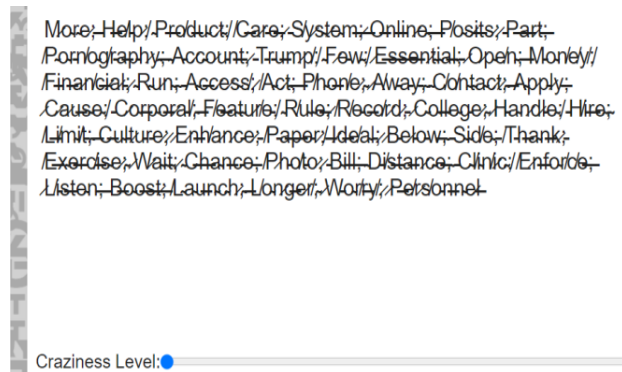 More; Help; Product; Care; System; Online; Posits; Part;
Pornography; Account; Trump; Few; Essential; Open; Money;
Financial; Run; Access; Act; Phone; Away; Contact; Apply;
Cause; Corporal; Feature; Rule; Record; College; Handle; Hire;
Limit; Culture; Enhance; Paper; Ideal; Below; Side; Thank;
Exercise; Wait; Chance; Photo; Bill; Distance; Clinic; Enforce;
Listen; Boost; Launch; Longer; Worry; Personnel
Craziness Level: